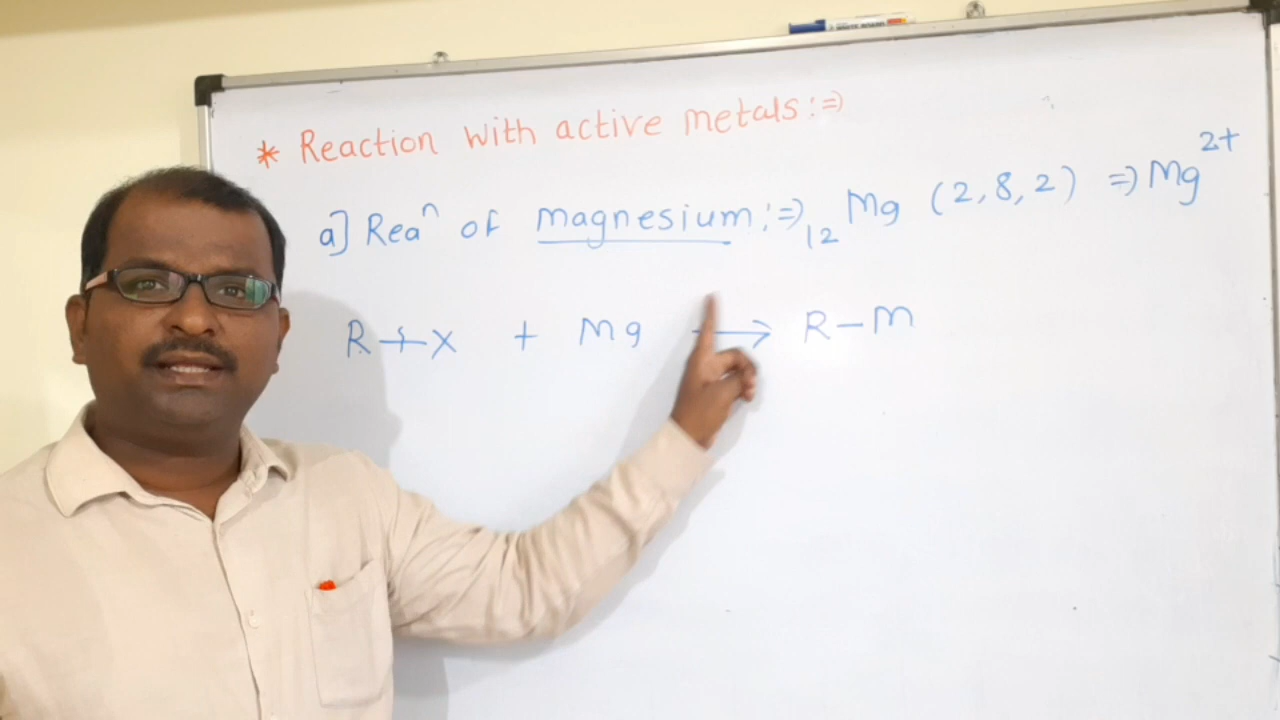 * Reaction with active metals :⇒
a] Reaⁿ of magnesium :⇒ ₁₂Mg (2,8,2) ⇒ Mg²⁺
R-X + Mg → R-M